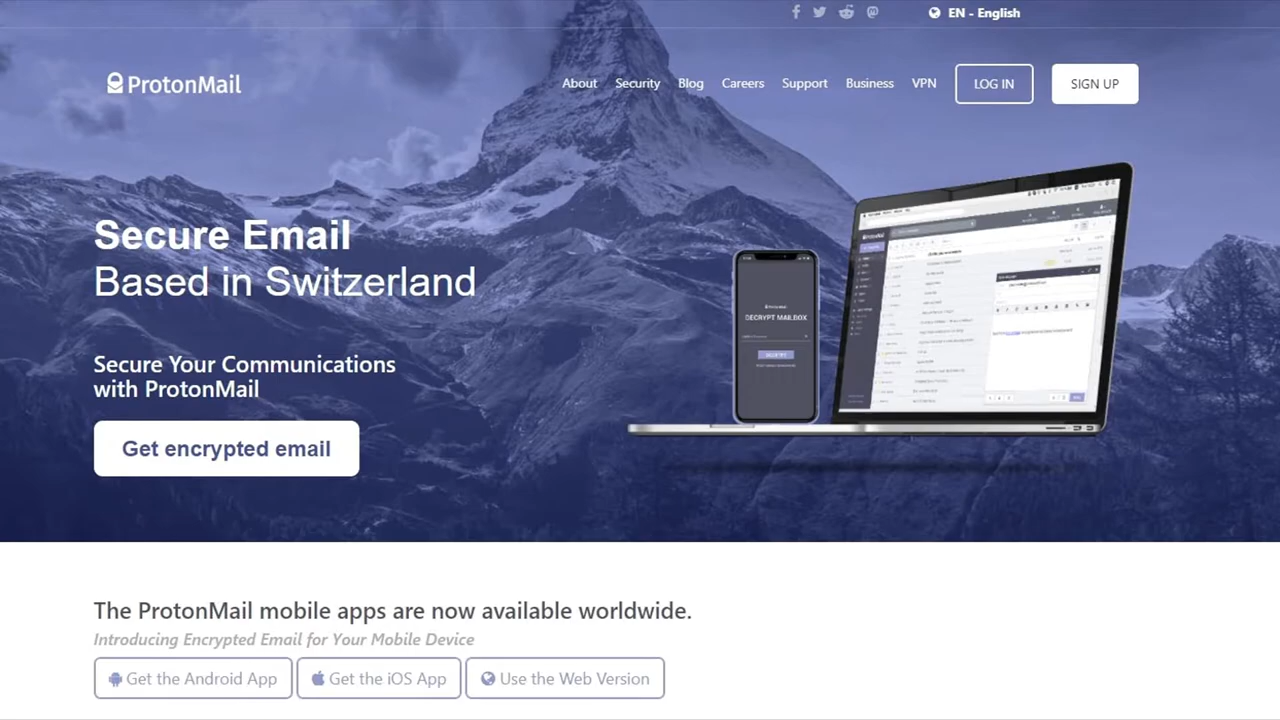 EN - English
ProtonMail
About Security Blog Careers Support Business VPN LOG IN SIGN UP
Secure Email
Based in Switzerland
Secure Your Communications
with ProtonMail
Get encrypted email
DECRYPT MAILBOX
The ProtonMail mobile apps are now available worldwide.
Introducing Encrypted Email for Your Mobile Device
Get the Android App Get the iOS App Use the Web Version